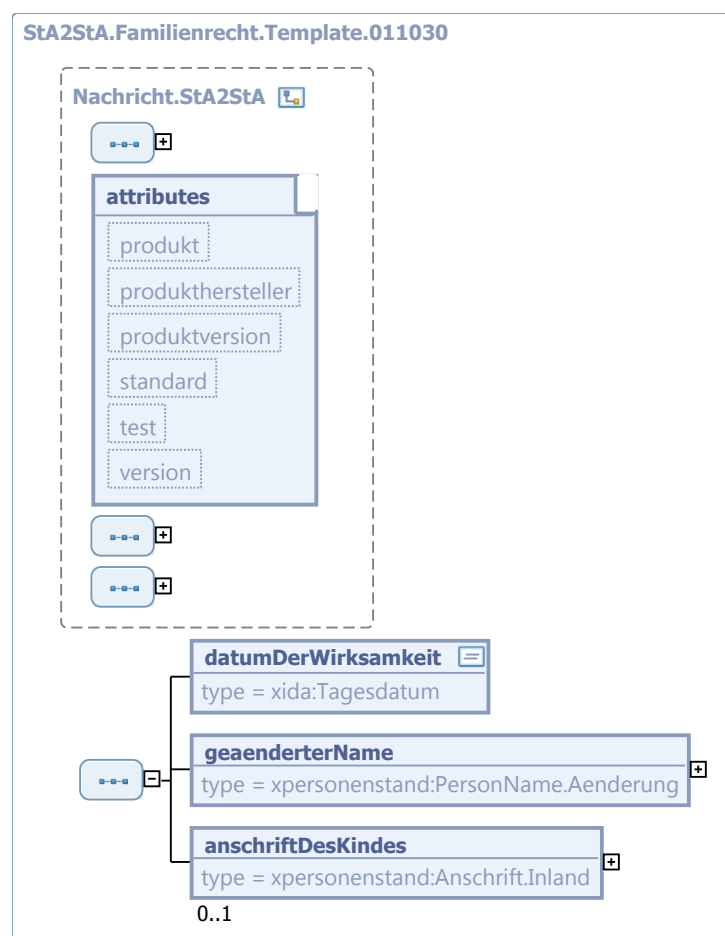 StA2StA.Familienrecht.Template.011030
Nachricht.StA2StA
attributes
produkt
produkthersteller
produktversion
standard
test
version
datumDerWirksamkeit
type = xida:Tagesdatum
geaenderterName
type = xpersonenstand:PersonName.Aenderung
anschriftDesKindes
type = xpersonenstand:Anschrift.Inland
0..1